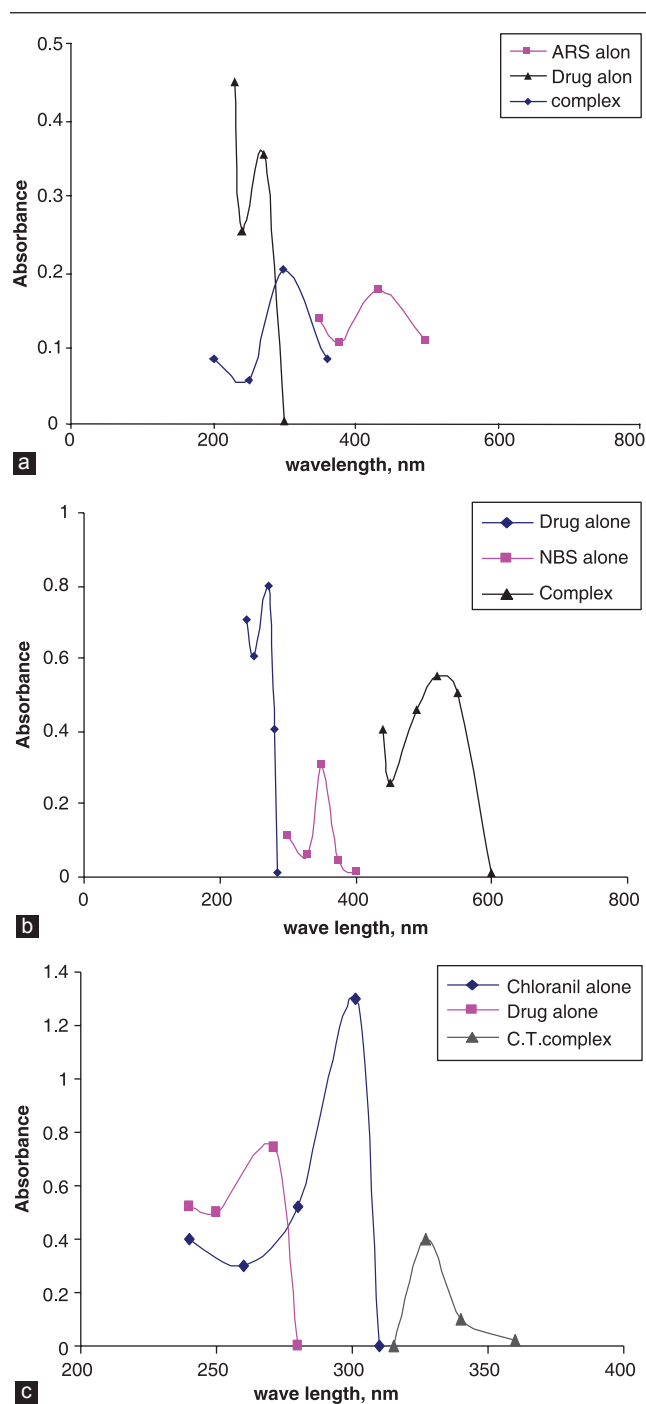 0.5
ARS alon
Drug alon
complex
0.4
0.3
0.2
0.1
0
Absorbance
0 200 400 600 800
wavelength, nm
a
1
Drug alone
NBS alone
Complex
0.8
0.6
0.4
0.2
0
Absorbance
0 200 400 600 800
wave length, nm
b
1.4
Chloranil alone
Drug alone
C.T.complex
1.2
1
0.8
0.6
0.4
0.2
0
Absorbance
200 250 300 350 400
wave length, nm
c